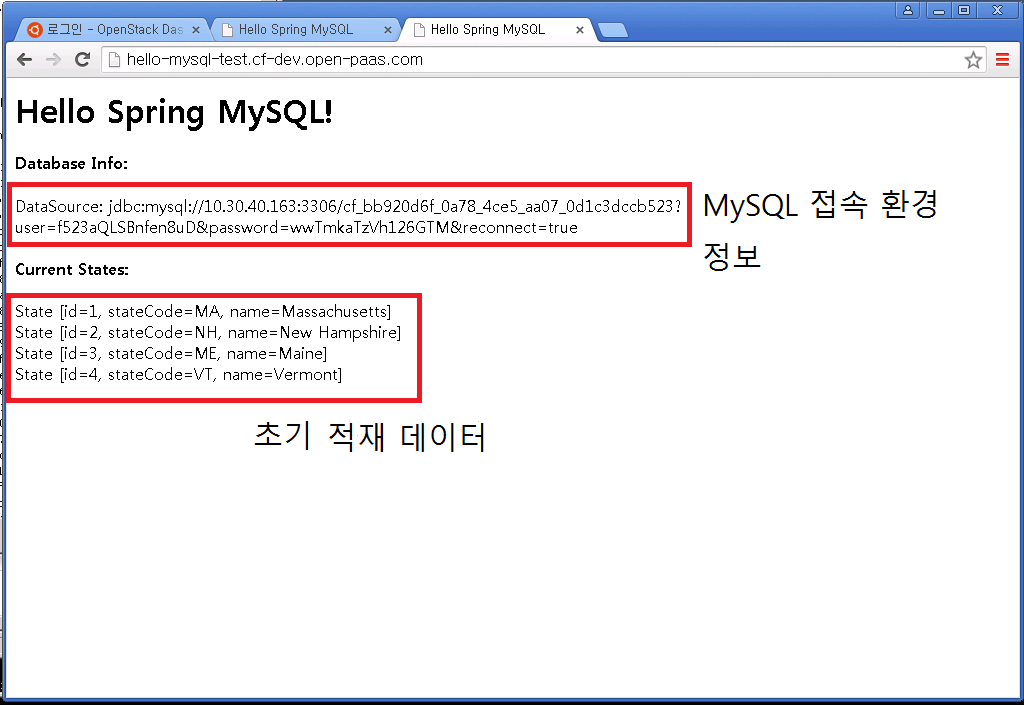 로그인 - OpenStack Das
Hello Spring MySQL
Hello Spring MySQL
hello-mysql-test.cf-dev.open-paas.com
Hello Spring MySQL!
Database Info:
DataSource: jdbc:mysql://10.30.40.163:3306/cf_bb920d6f_0a78_4ce5_aa07_0d1c3dccb523?
user=f523aQLSBnfen8uD&password=wwTmkaTzVh126GTM&reconnect=true
MySQL 접속 환경
정보
Current States:
State [id=1, stateCode=MA, name=Massachusetts]
State [id=2, stateCode=NH, name=New Hampshire]
State [id=3, stateCode=ME, name=Maine]
State [id=4, stateCode=VT, name=Vermont]
초기 적재 데이터